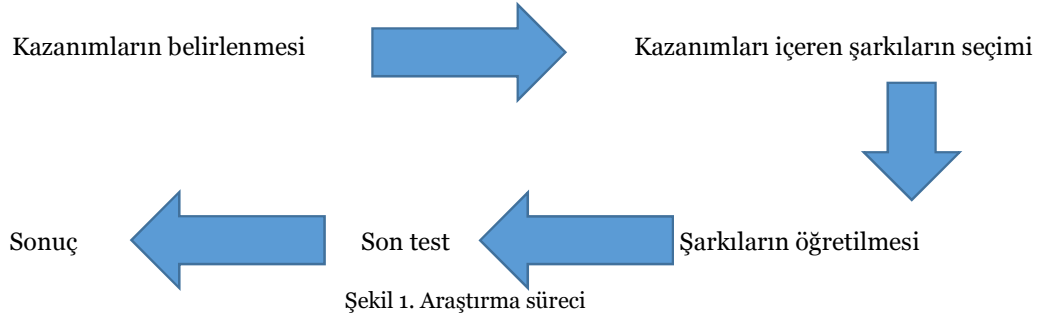 Kazanımların belirlenmesi
Kazanımları içeren şarkıların seçimi
Şarkıların öğretilmesi
Son test
Sonuç
Şekil 1. Araştırma süreci